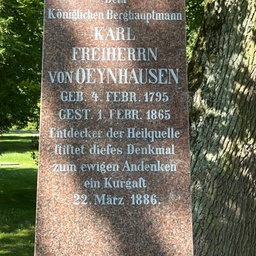 Dem
Königlichen Berghauptmann
KARL
FREIHERRN
VON OEYNHAUSEN
GEB. 4. FEBR. 1795
GEST. 1. FEBR. 1865
Entdecker der Heilquelle
stiftet dieses Denkmal
zum ewigen Andenken
ein Kurgast
22. März 1886.